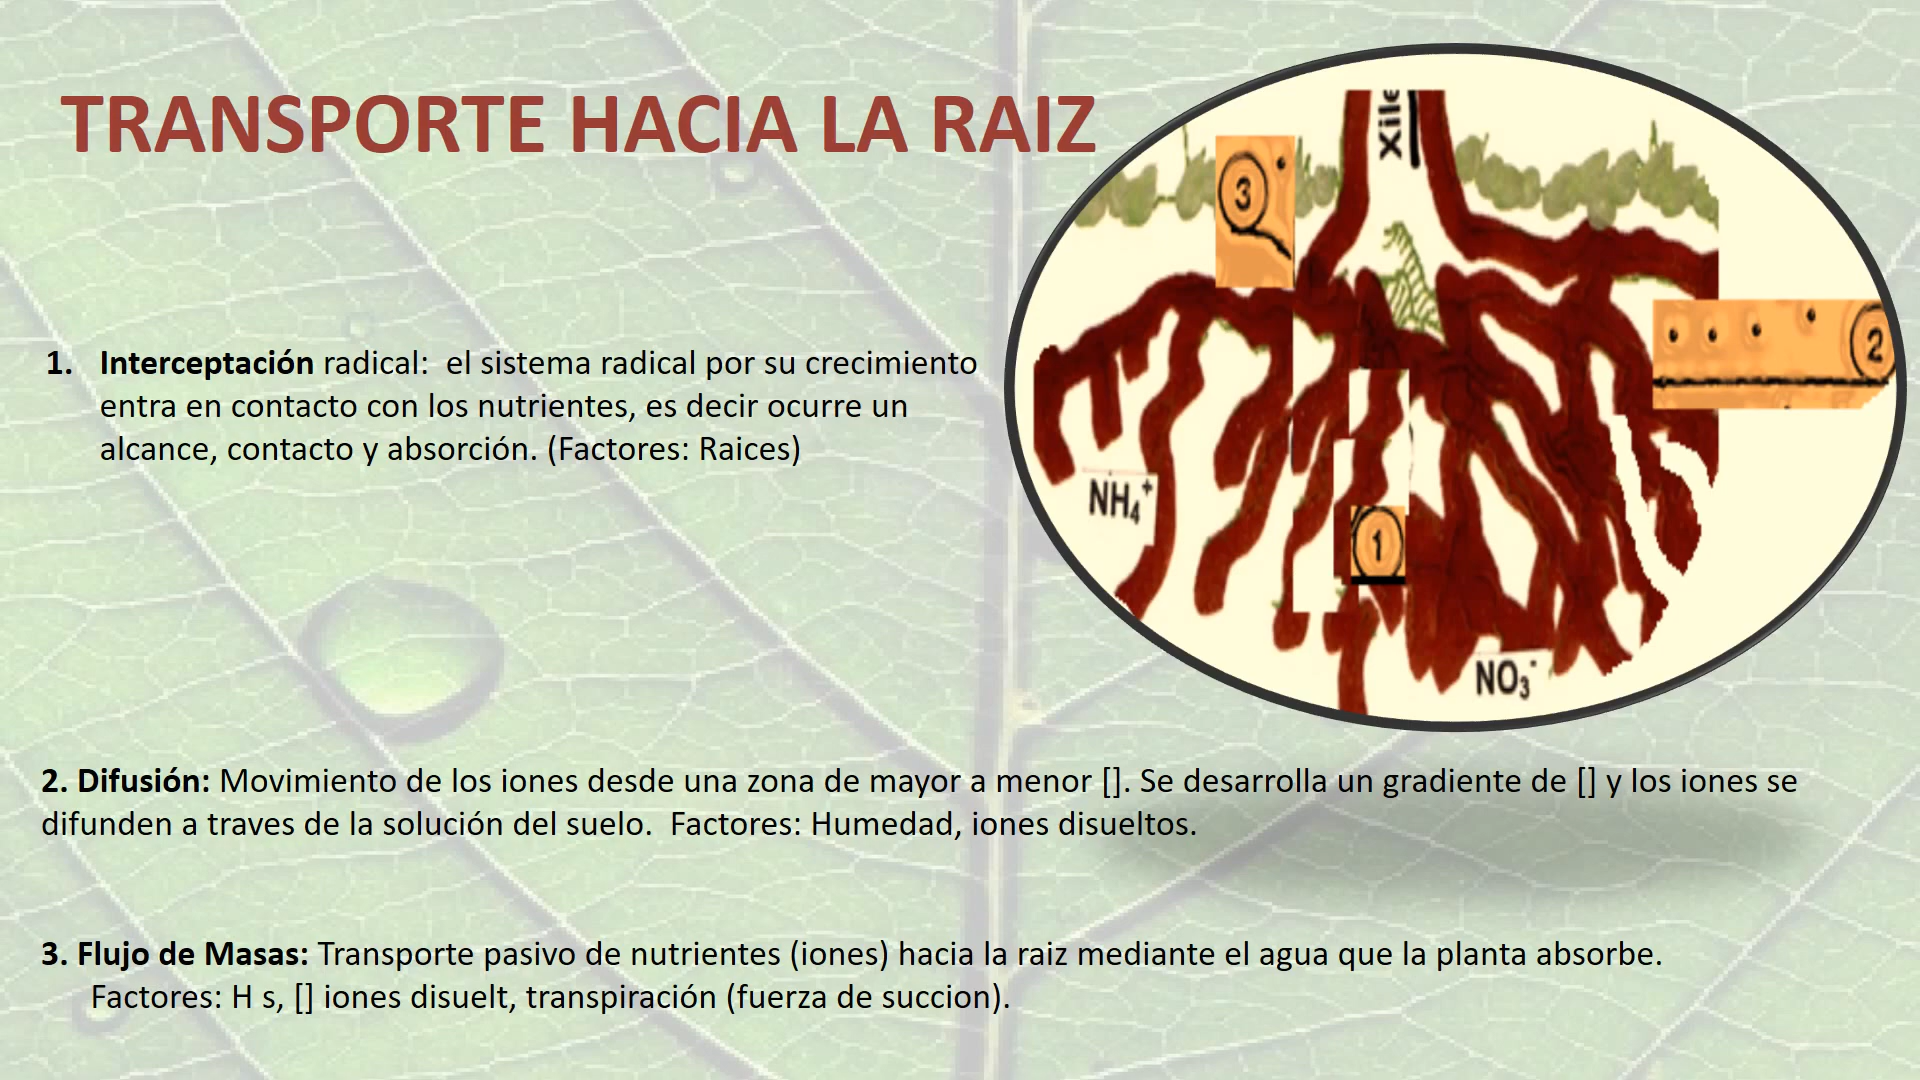 TRANSPORTE HACIA LA RAIZ
Xile
3
2
NH₄⁺
1
NO₃⁻
1. Interceptación radical: el sistema radical por su crecimiento
entra en contacto con los nutrientes, es decir ocurre un
alcance, contacto y absorción. (Factores: Raices)
2. Difusión: Movimiento de los iones desde una zona de mayor a menor []. Se desarrolla un gradiente de [] y los iones se
difunden a traves de la solución del suelo. Factores: Humedad, iones disueltos.
3. Flujo de Masas: Transporte pasivo de nutrientes (iones) hacia la raiz mediante el agua que la planta absorbe.
Factores: H s, [] iones disuelt, transpiración (fuerza de succion).